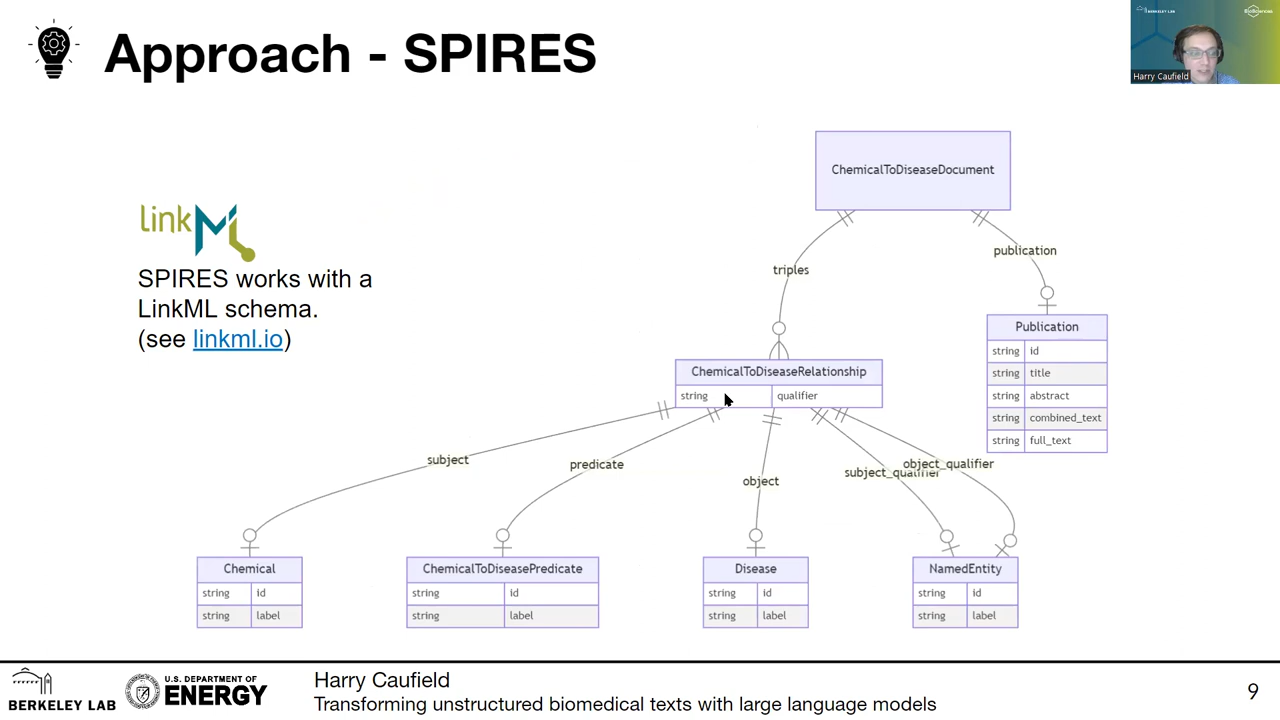 Approach - SPIRES
BERKELEY LAB
BioSciences
Harry Caufield
linkML
SPIRES works with a
LinkML schema.
(see linkml.io)
ChemicalToDiseaseDocument
triples
publication
Publication
string id
string title
string abstract
string combined_text
string full_text
ChemicalToDiseaseRelationship
string qualifier
subject
predicate
object
subject_qualifier
object_qualifier
Chemical
string id
string label
ChemicalToDiseasePredicate
string id
string label
Disease
string id
string label
NamedEntity
string id
string label
BERKELEY LAB
U.S. DEPARTMENT OF
ENERGY
Harry Caufield
Transforming unstructured biomedical texts with large language models
9